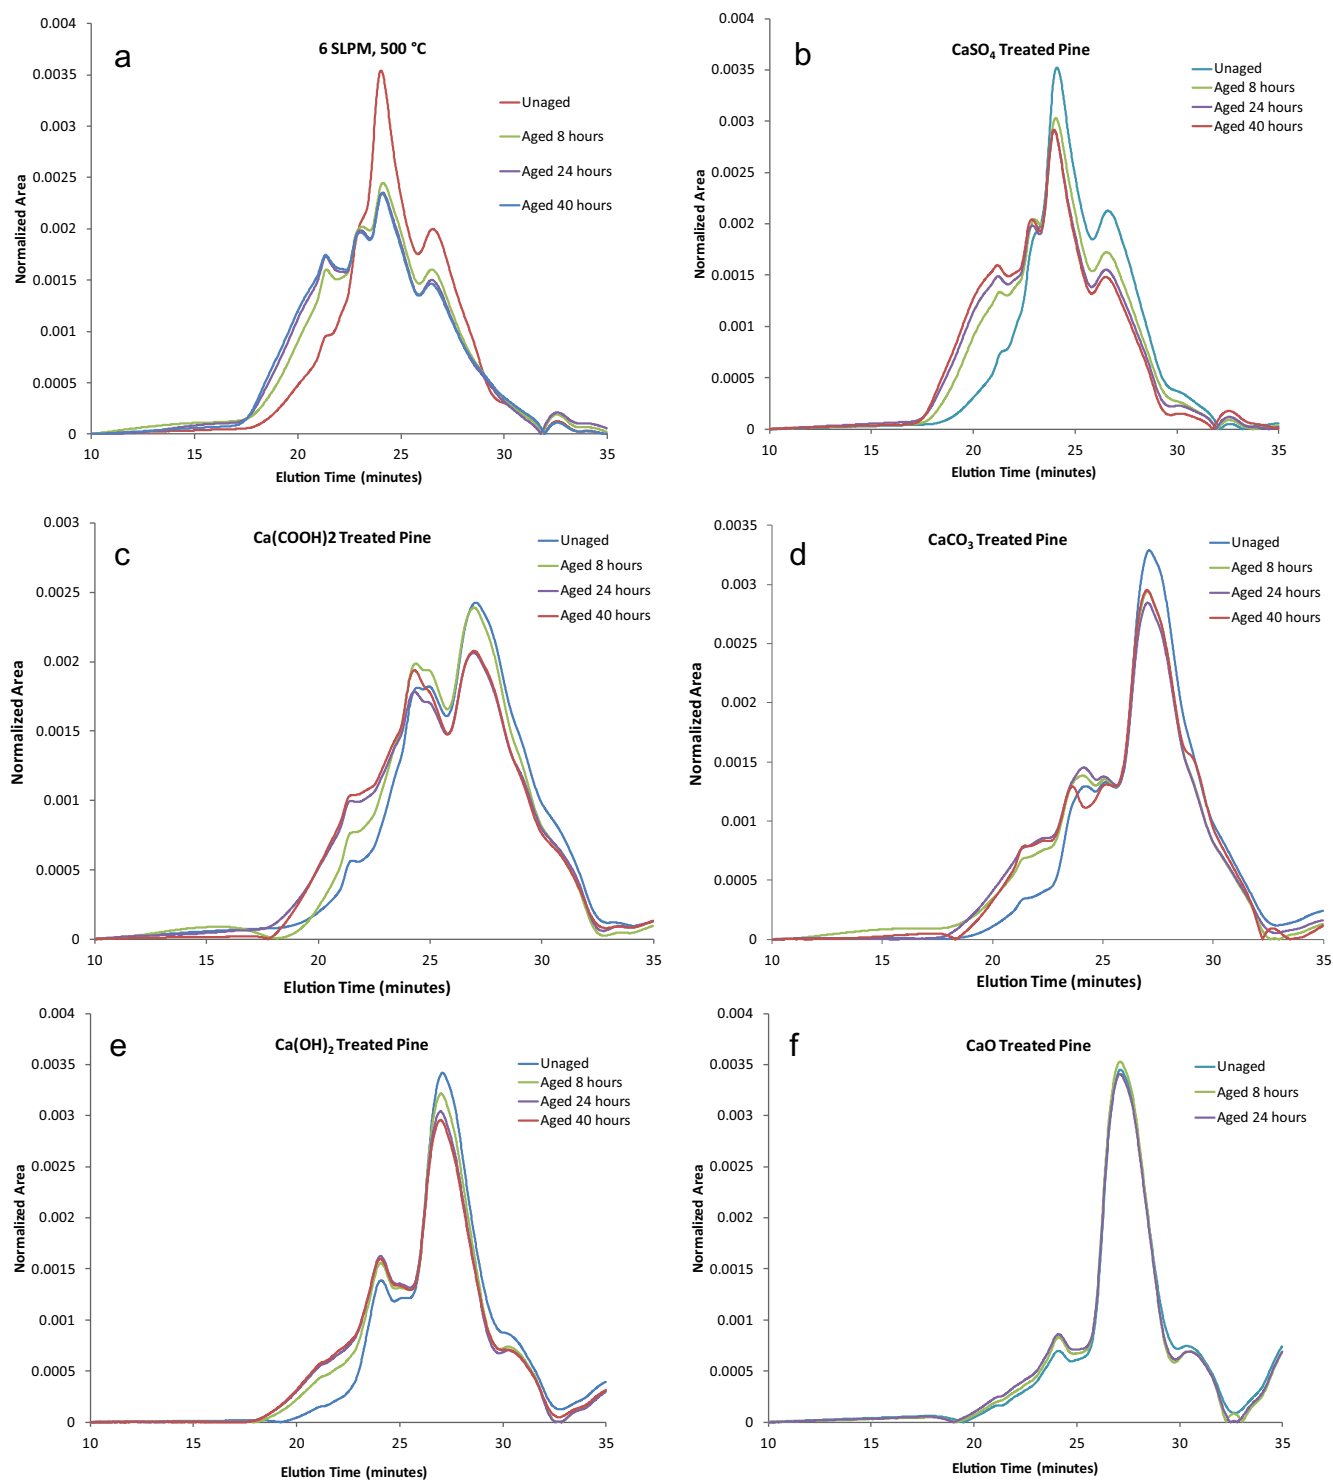 a
6 SLPM, 500 °C
Unaged
Aged 8 hours
Aged 24 hours
Aged 40 hours
Normalized Area
0.004
0.0035
0.003
0.0025
0.002
0.0015
0.001
0.0005
0
10 15 20 25 30 35
Elution Time (minutes)
b
CaSO₄ Treated Pine
Unaged
Aged 8 hours
Aged 24 hours
Aged 40 hours
Normalized Area
0.004
0.0035
0.003
0.0025
0.002
0.0015
0.001
0.0005
0
10 15 20 25 30 35
Elution Time (minutes)
c
Ca(COOH)2 Treated Pine
Unaged
Aged 8 hours
Aged 24 hours
Aged 40 hours
Normalized Area
0.003
0.0025
0.002
0.0015
0.001
0.0005
0
10 15 20 25 30 35
Elution Time (minutes)
d
CaCO₃ Treated Pine
Unaged
Aged 8 hours
Aged 24 hours
Aged 40 hours
Normalized Area
0.0035
0.003
0.0025
0.002
0.0015
0.001
0.0005
0
10 15 20 25 30 35
Elution Time (minutes)
e
Ca(OH)₂ Treated Pine
Unaged
Aged 8 hours
Aged 24 hours
Aged 40 hours
Normalized Area
0.004
0.0035
0.003
0.0025
0.002
0.0015
0.001
0.0005
0
10 15 20 25 30 35
Elution Time (minutes)
f
CaO Treated Pine
Unaged
Aged 8 hours
Aged 24 hours
Normalized Area
0.004
0.0035
0.003
0.0025
0.002
0.0015
0.001
0.0005
0
10 15 20 25 30 35
Elution Time (minutes)